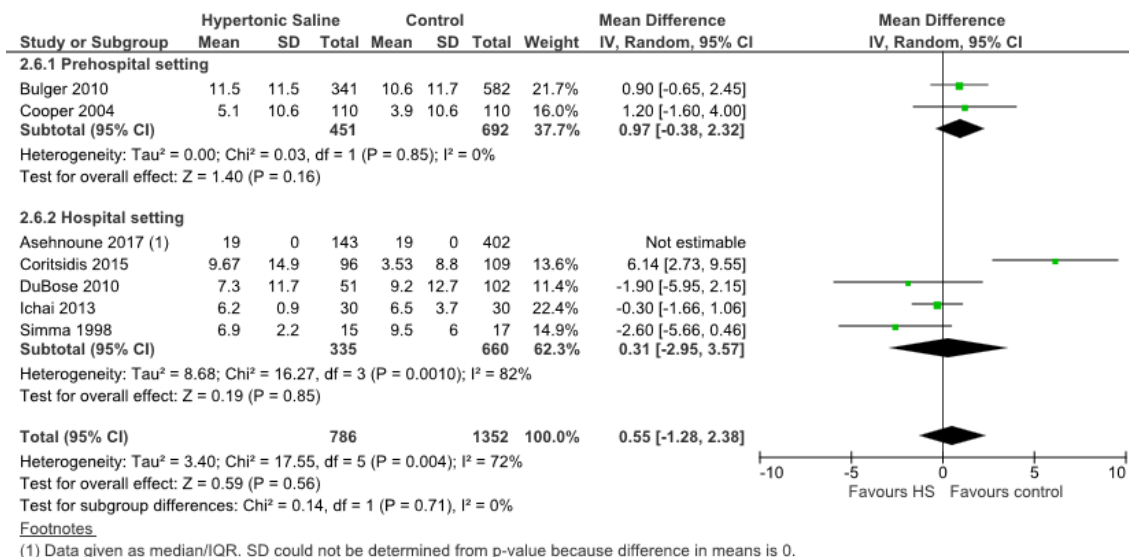 Hypertonic Saline Control Mean Difference Mean Difference
Study or Subgroup Mean SD Total Mean SD Total Weight IV, Random, 95% CI IV, Random, 95% CI
2.6.1 Prehospital setting
Bulger 2010 11.5 11.5 341 10.6 11.7 582 21.7% 0.90 [-0.65, 2.45]
Cooper 2004 5.1 10.6 110 3.9 10.6 110 16.0% 1.20 [-1.60, 4.00]
Subtotal (95% CI) 451 692 37.7% 0.97 [-0.38, 2.32]
Heterogeneity: Tau² = 0.00; Chi² = 0.03, df = 1 (P = 0.85); I² = 0%
Test for overall effect: Z = 1.40 (P = 0.16)
2.6.2 Hospital setting
Asehnoune 2017 (1) 19 0 143 19 0 402 Not estimable
Coritsidis 2015 9.67 14.9 96 3.53 8.8 109 13.6% 6.14 [2.73, 9.55]
DuBose 2010 7.3 11.7 51 9.2 12.7 102 11.4% -1.90 [-5.95, 2.15]
Ichai 2013 6.2 0.9 30 6.5 3.7 30 22.4% -0.30 [-1.66, 1.06]
Simma 1998 6.9 2.2 15 9.5 6 17 14.9% -2.60 [-5.66, 0.46]
Subtotal (95% CI) 335 660 62.3% 0.31 [-2.95, 3.57]
Heterogeneity: Tau² = 8.68; Chi² = 16.27, df = 3 (P = 0.0010); I² = 82%
Test for overall effect: Z = 0.19 (P = 0.85)
Total (95% CI) 786 1352 100.0% 0.55 [-1.28, 2.38]
Heterogeneity: Tau² = 3.40; Chi² = 17.55, df = 5 (P = 0.004); I² = 72%
-10 -5 0 5 10
Test for overall effect: Z = 0.59 (P = 0.56)
Favours HS Favours control
Test for subgroup differences: Chi² = 0.14, df = 1 (P = 0.71), I² = 0%
Footnotes
(1) Data given as median/IQR. SD could not be determined from p-value because difference in means is 0.